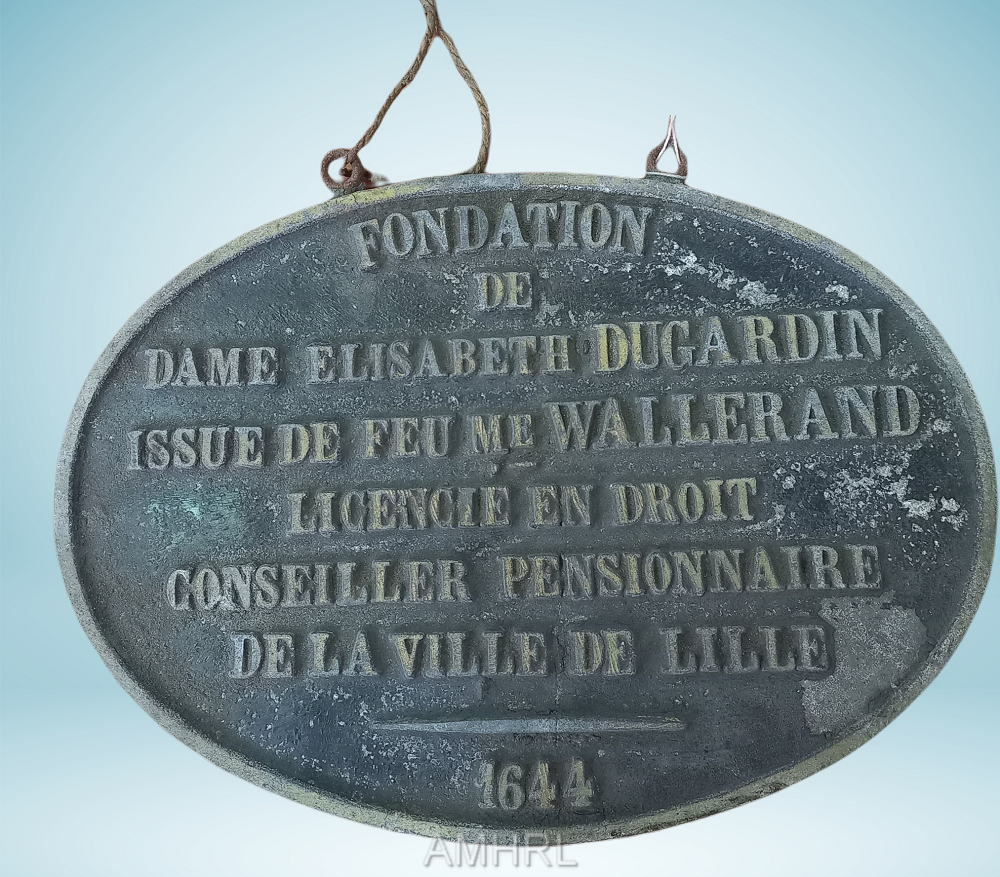 FONDATION
DE
DAME ELISABETH DUGARDIN
ISSUE DE FEU ME WALLERAND
LICENCIE EN DROIT
CONSEILLER PENSIONNAIRE
DE LA VILLE DE LILLE
1644
AMHRL